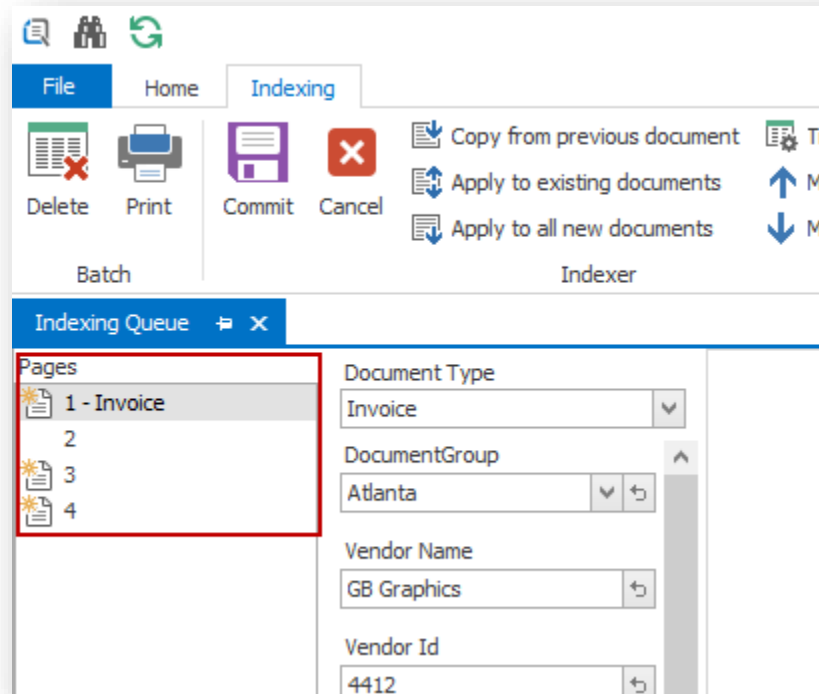 File Home Indexing
Copy from previous document
Apply to existing documents
Apply to all new documents
Delete Print Commit Cancel
Batch Indexer
Indexing Queue
Pages
1 - Invoice
2
3
4
Document Type
Invoice
DocumentGroup
Atlanta
Vendor Name
GB Graphics
Vendor Id
4412